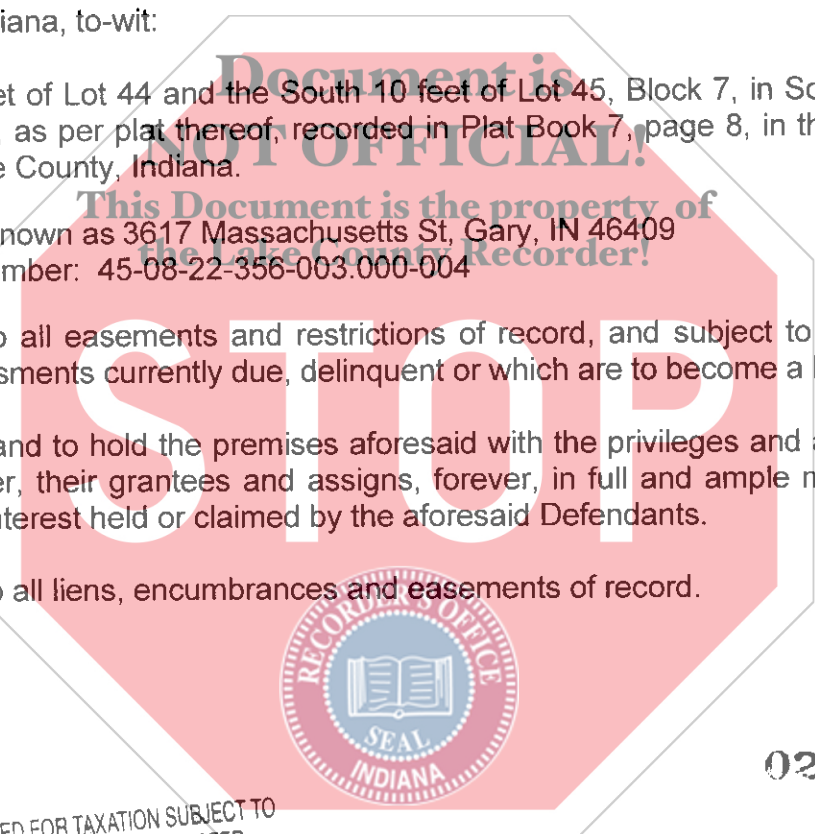 diana, to-wit:
Document is
et of Lot 44 and the South 10 feet of Lot 45, Block 7, in So
, as per plat thereof, recorded in Plat Book 7, page 8, in th
NOT OFFICIAL!
e County, Indiana.
This Document is the property of
nown as 3617 Massachusetts St, Gary, IN 46409
the Lake County Recorder!
mber: 45-08-22-356-003.000-004
o all easements and restrictions of record, and subject to
sments currently due, delinquent or which are to become a l
STOP
and to hold the premises aforesaid with the privileges and a
er, their grantees and assigns, forever, in full and ample m
nterest held or claimed by the aforesaid Defendants.
o all liens, encumbrances and easements of record.
RECORDER'S OFFICE
SEAL
INDIANA
02
ED FOR TAXATION SUBJECT TO